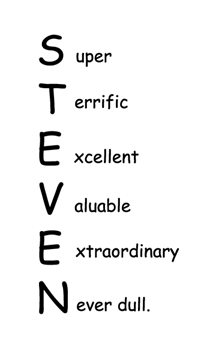 Super
Terrific
Excellent
Valuable
Extraordinary
Never dull.